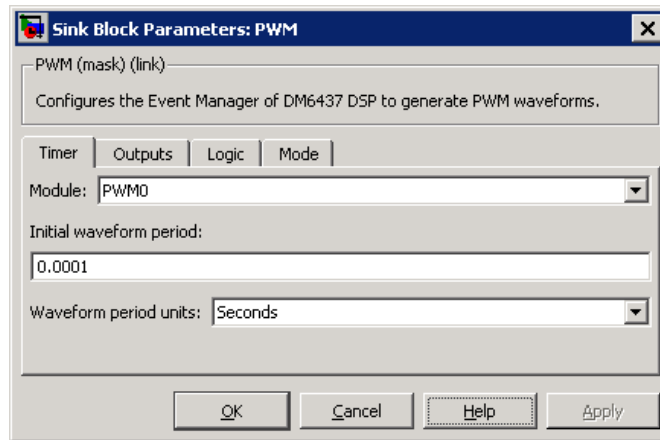 Sink Block Parameters: PWM
PWM (mask) (link)
Configures the Event Manager of DM6437 DSP to generate PWM waveforms.
Timer Outputs Logic Mode
Module: PWM0
Initial waveform period:
0.0001
Waveform period units: Seconds
OK Cancel Help Apply